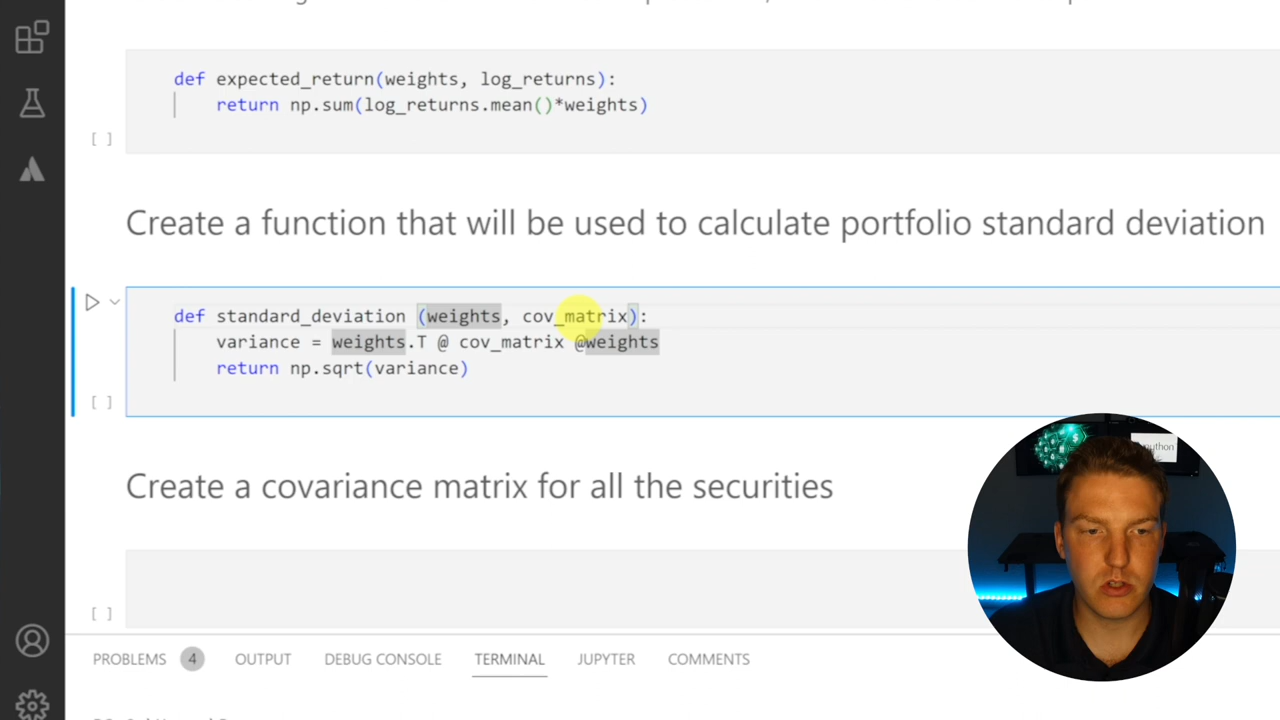 def expected_return(weights, log_returns):
return np.sum(log_returns.mean()*weights)
[ ]
Create a function that will be used to calculate portfolio standard deviation
def standard_deviation (weights, cov_matrix):
variance = weights.T @ cov_matrix @weights
return np.sqrt(variance)
[ ]
Create a covariance matrix for all the securities
[ ]
python
PROBLEMS 4 OUTPUT DEBUG CONSOLE TERMINAL JUPYTER COMMENTS